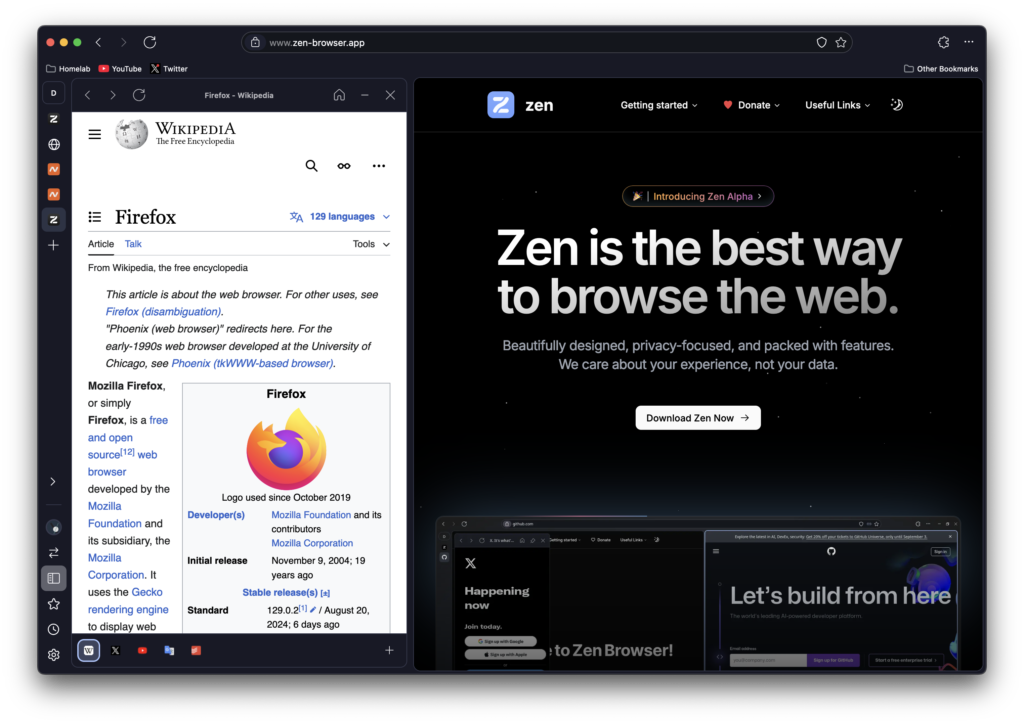 www.zen-browser.app
Homelab
YouTube
Twitter
Other Bookmarks
D
Firefox - Wikipedia
WIKIPEDIA
The Free Encyclopedia
Firefox
129 languages
Article Talk
Tools
From Wikipedia, the free encyclopedia
This article is about the web browser. For other uses, see
Firefox (disambiguation).
"Phoenix (web browser)" redirects here. For the
early-1990s web browser developed at the University of
Chicago, see Phoenix (tkWWW-based browser).
Mozilla Firefox,
or simply
Firefox, is a free
and open
source[12] web
browser
developed by the
Mozilla
Foundation and
its subsidiary, the
Mozilla
Corporation. It
uses the Gecko
rendering engine
to display web
Firefox
Logo used since October 2019
Developer(s) Mozilla Foundation and its
contributors
Mozilla Corporation
Initial release November 9, 2004; 19
years ago
Stable release(s) [±]
Standard 129.0.2[1] / August 20,
2024; 6 days ago
W
zen
Getting started
Donate
Useful Links
Introducing Zen Alpha
Zen is the best way
to browse the web.
Beautifully designed, privacy-focused, and packed with features.
We care about your experience, not your data.
Download Zen Now →
github.com
Getting started
Donate
Useful Links
Happening
now
Join today.
Sign up with Google
Sign up with Apple
e to Zen Browser!
Sign in
Let's build from here
The world's leading AI-powered developer platform.
Email address
Sign up for GitHub
Start a free enterprise trial